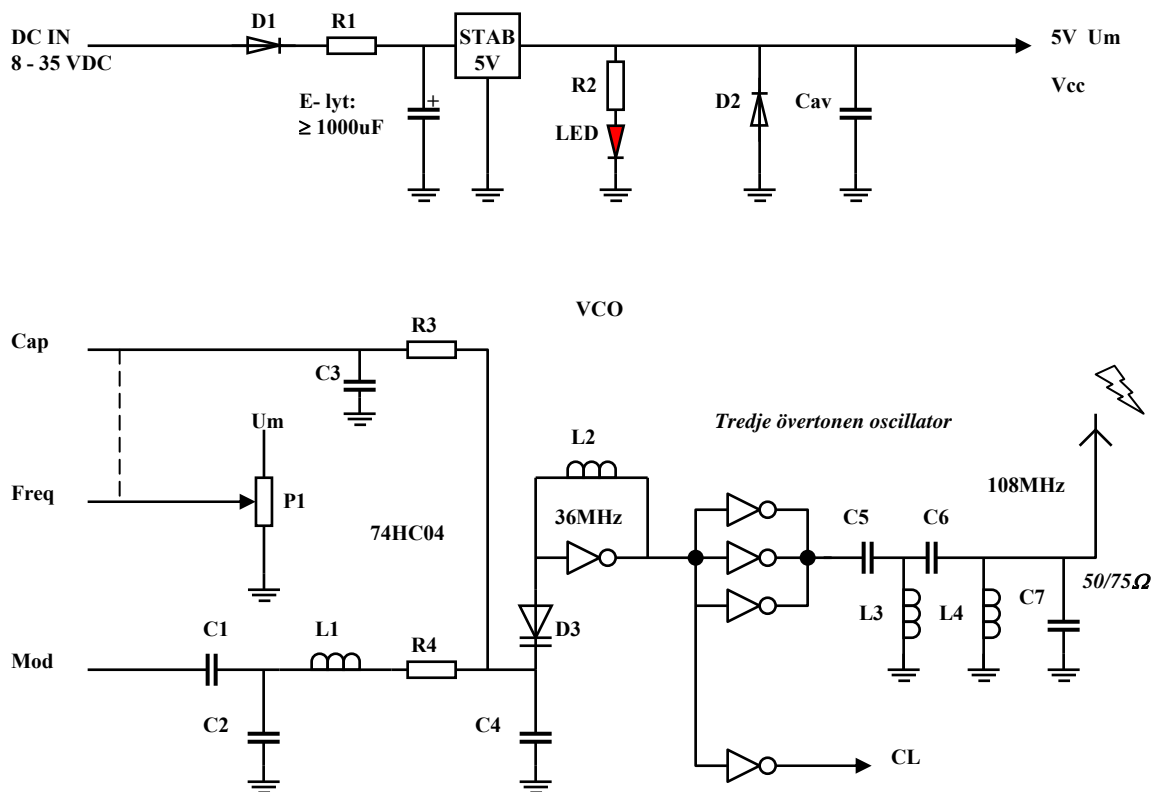 D1
R1
DC IN
8 - 35 VDC
STAB
5V
5V Um
Vcc
R2
D2
Cav
E- lyt:
≥ 1000uF
+
LED
VCO
Cap
R3
C3
Um
Tredje övertonen oscillator
L2
Freq
P1
108MHz
36MHz
C5
C6
74HC04
50/75Ω
L3
L4
C7
C1
L1
D3
Mod
R4
C2
C4
CL